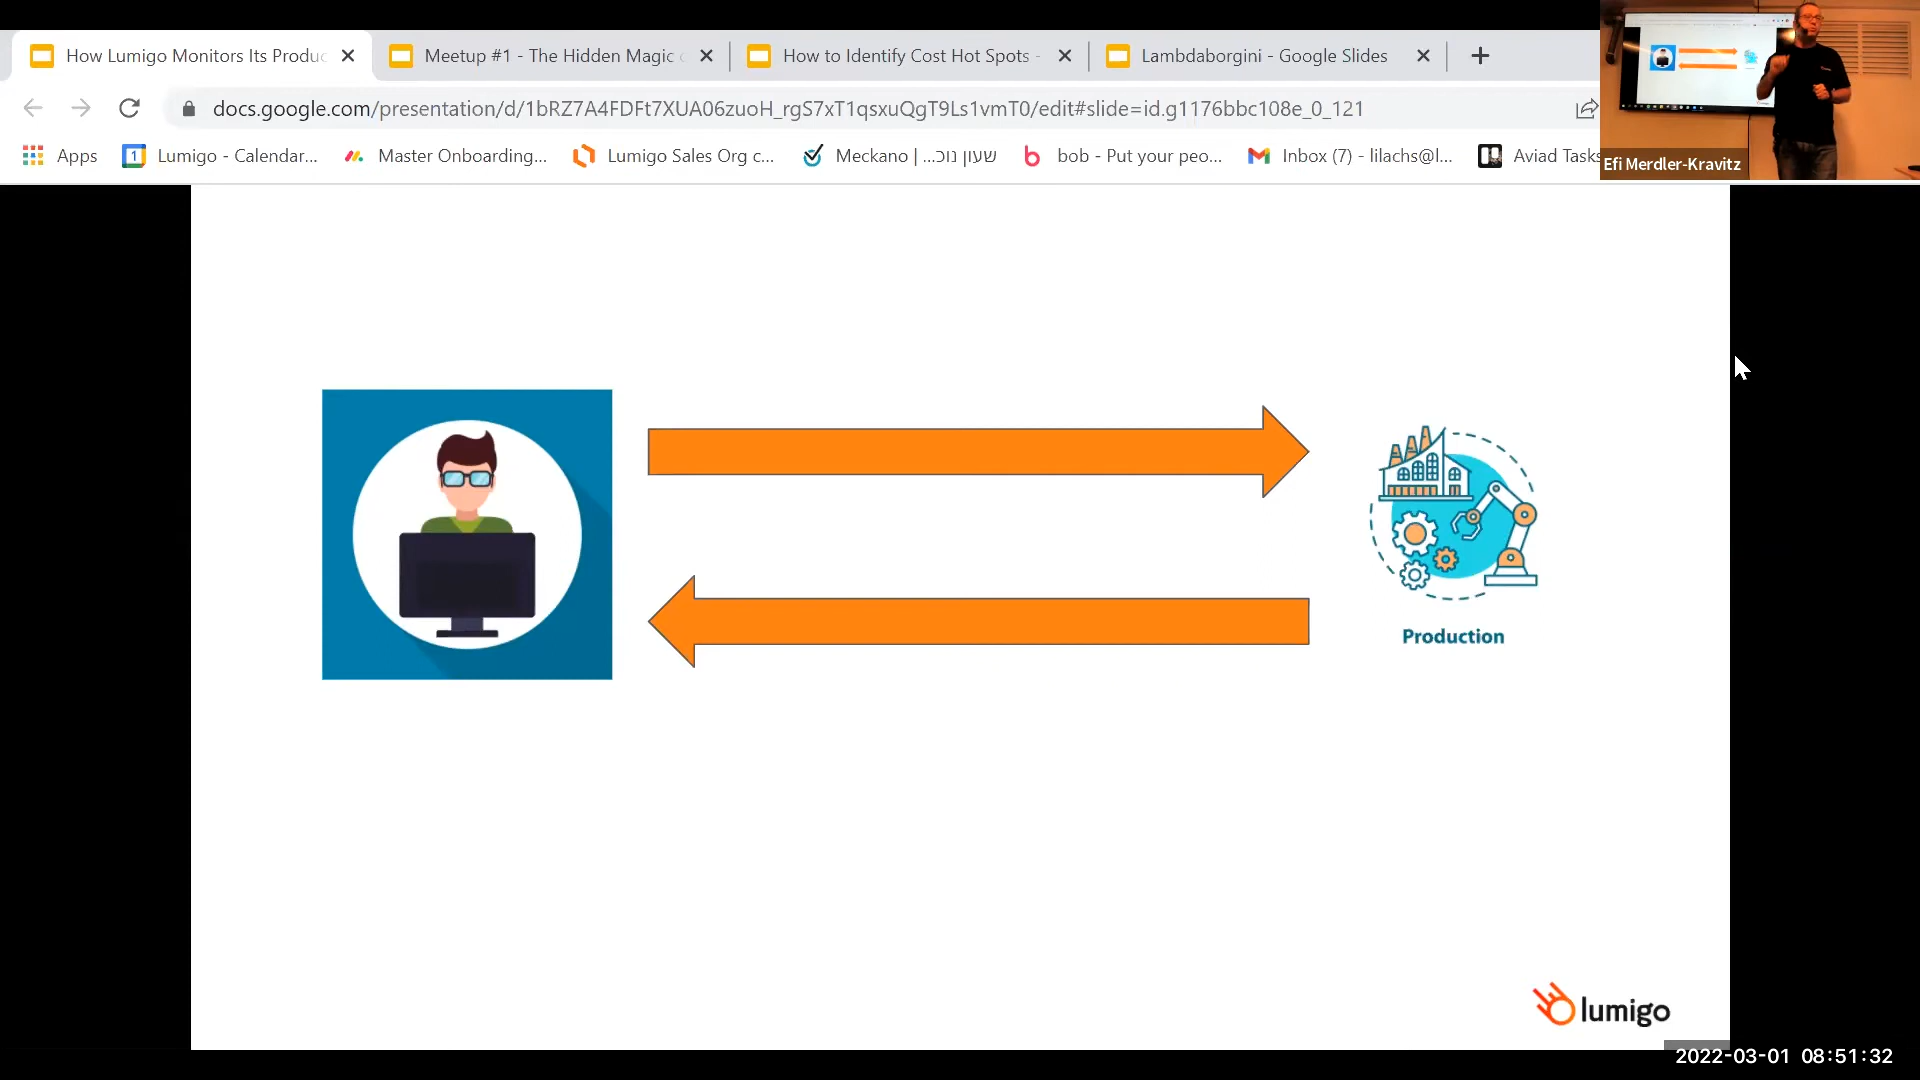 How Lumigo Monitors Its Produc
Meetup #1 - The Hidden Magic
How to Identify Cost Hot Spots -
Lambdaborgini - Google Slides
docs.google.com/presentation/d/1bRZ7A4FDFt7XUA06zuoH_rgS7xT1qsxuQgT9Ls1vmT0/edit#slide=id.g1176bbc108e_0_121
Apps
1
Lumigo - Calendar...
Master Onboarding...
Lumigo Sales Org c...
Meckano | ...שעון נוכ
b
bob - Put your peo...
Inbox (7) - lilachs@l...
Aviad Tasks
Efi Merdler-Kravitz
Production
lumigo
2022-03-01 08:51:32